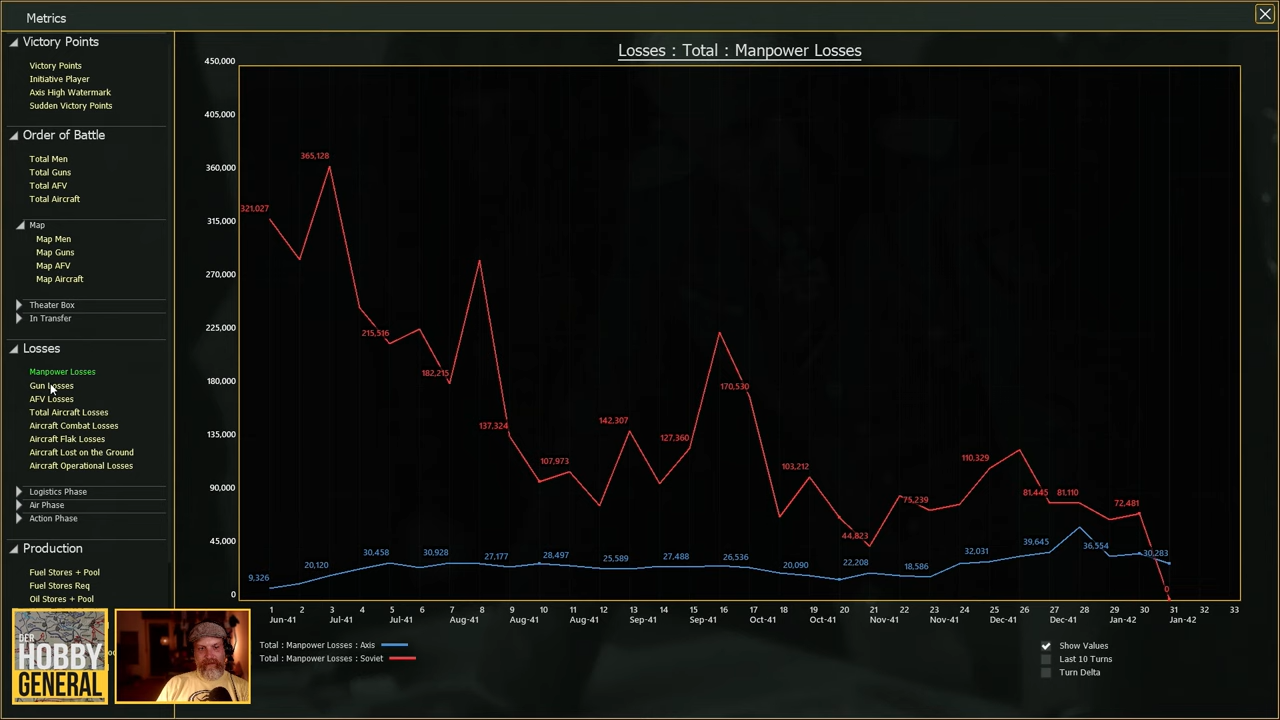 Metrics
Victory Points
Victory Points
Initiative Player
Axis High Watermark
Sudden Victory Points
Order of Battle
Total Men
Total Guns
Total AFV
Total Aircraft
Map
Map Men
Map Guns
Map AFV
Map Aircraft
Theater Box
In Transfer
Losses
Manpower Losses
Gun Losses
AFV Losses
Total Aircraft Losses
Aircraft Combat Losses
Aircraft Flak Losses
Aircraft Lost on the Ground
Aircraft Operational Losses
Logistics Phase
Air Phase
Action Phase
Production
Fuel Stores + Pool
Fuel Stores Req
Oil Stores + Pool
DER
HOBBY
GENERAL
Losses : Total : Manpower Losses
450,000
405,000
360,000
315,000
270,000
225,000
180,000
135,000
90,000
45,000
0
365,128
321,027
215,516
182,215
137,324
107,973
142,307
127,360
170,530
103,212
44,823
75,239
110,329
81,445
81,110
72,481
0
9,326
20,120
30,458
30,928
27,177
28,497
25,589
27,488
26,536
20,090
22,208
18,586
32,031
39,645
36,554
30,283
1 2 3 4 5 6 7 8 9 10 11 12 13 14 15 16 17 18 19 20 21 22 23 24 25 26 27 28 29 30 31 32 33
Jun-41 Jul-41 Jul-41 Aug-41 Aug-41 Aug-41 Sep-41 Sep-41 Oct-41 Oct-41 Nov-41 Nov-41 Dec-41 Dec-41 Jan-42 Jan-42
Total : Manpower Losses : Axis
Total : Manpower Losses : Soviet
Show Values
Last 10 Turns
Turn Delta